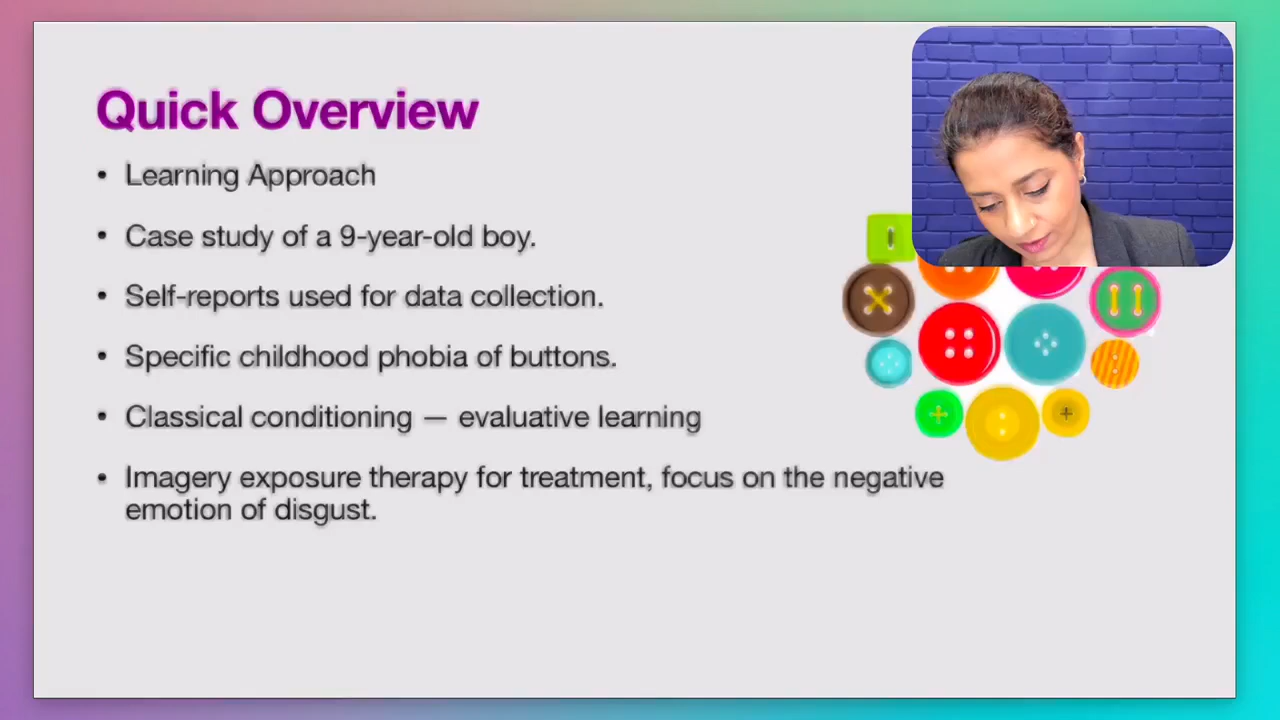 Quick Overview
• Learning Approach
• Case study of a 9-year-old boy.
• Self-reports used for data collection.
• Specific childhood phobia of buttons.
• Classical conditioning — evaluative learning
• Imagery exposure therapy for treatment, focus on the negative
emotion of disgust.